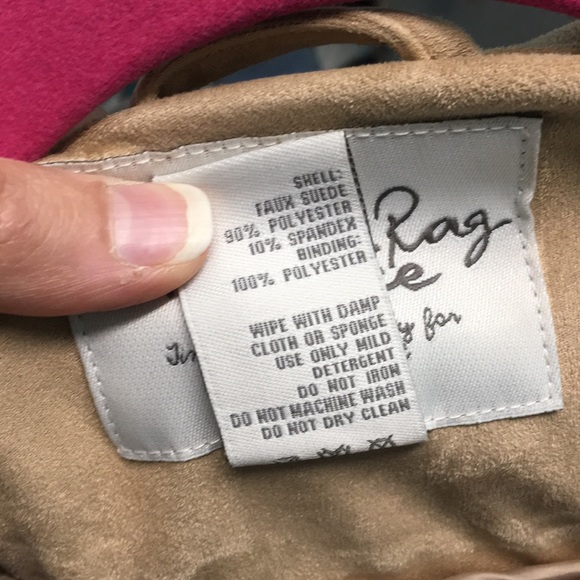 SHELL:
FAUX SUEDE
90% POLYESTER
10% SPANDEX
BINDING:
100% POLYESTER
WIPE WITH DAMP
CLOTH OR SPONGE
USE ONLY MILD
DETERGENT
DO NOT IRON
DO NOT MACHINE WASH
DO NOT DRY CLEAN
Rag
for